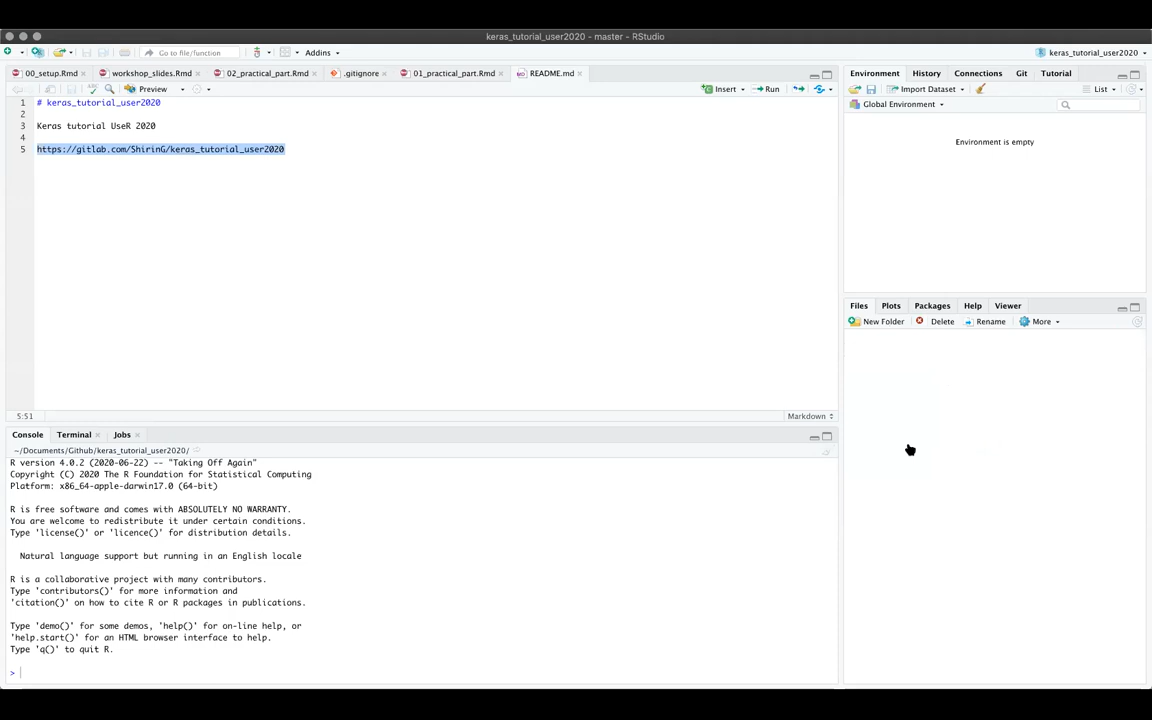 keras_tutorial_user2020 - master - RStudio
Go to file/function
Addins
keras_tutorial_user2020
00_setup.Rmd
workshop_slides.Rmd
02_practical_part.Rmd
.gitignore
01_practical_part.Rmd
README.md
Preview
Insert
Run
1 # keras_tutorial_user2020
2
3 Keras tutorial UseR 2020
4
5 https://gitlab.com/ShirinG/keras_tutorial_user2020
5:51
Markdown
Console
Terminal
Jobs
~/Documents/Github/keras_tutorial_user2020/
R version 4.0.2 (2020-06-22) -- "Taking Off Again"
Copyright (C) 2020 The R Foundation for Statistical Computing
Platform: x86_64-apple-darwin17.0 (64-bit)
R is free software and comes with ABSOLUTELY NO WARRANTY.
You are welcome to redistribute it under certain conditions.
Type 'license()' or 'licence()' for distribution details.
Natural language support but running in an English locale
R is a collaborative project with many contributors.
Type 'contributors()' for more information and
'citation()' on how to cite R or R packages in publications.
Type 'demo()' for some demos, 'help()' for on-line help, or
'help.start()' for an HTML browser interface to help.
Type 'q()' to quit R.
>
Environment
History
Connections
Git
Tutorial
Import Dataset
List
Global Environment
Environment is empty
Files
Plots
Packages
Help
Viewer
New Folder
Delete
Rename
More